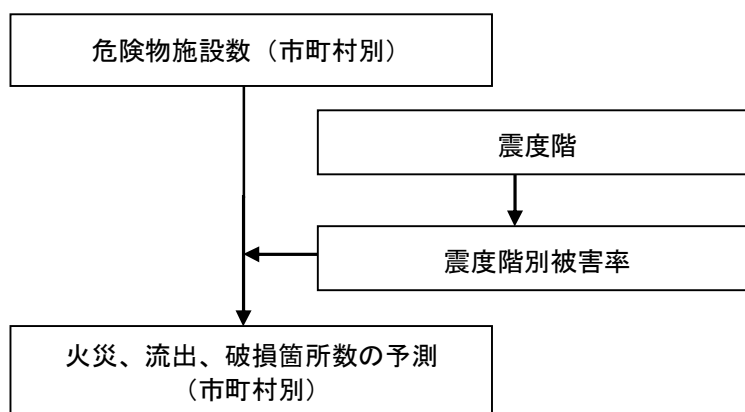 危険物施設数（市町村別）
震度階
震度階別被害率
火災、流出、破損箇所数の予測
（市町村別）